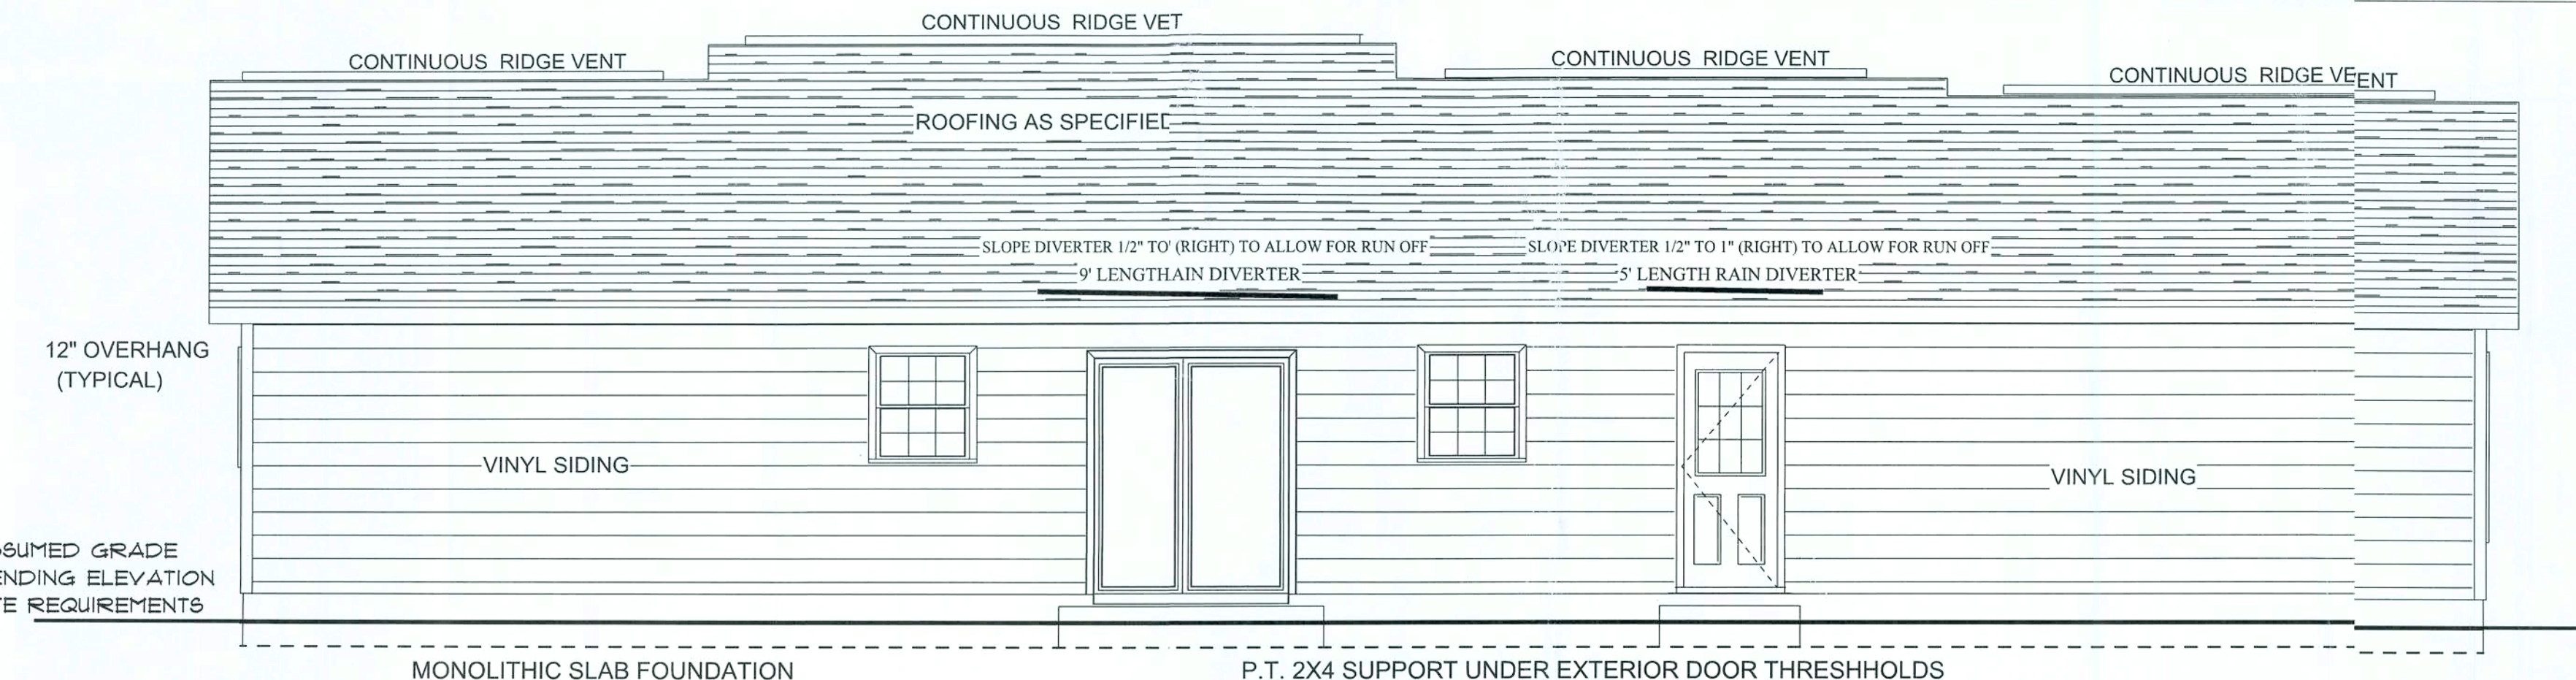 CONTINUOUS RIDGE VET
CONTINUOUS RIDGE VENT
CONTINUOUS RIDGE VENT
CONTINUOUS RIDGE VEENT
ROOFING AS SPECIFIED
SLOPE DIVERTER 1/2" TO' (RIGHT) TO ALLOW FOR RUN OFF
SLOPE DIVERTER 1/2" TO 1" (RIGHT) TO ALLOW FOR RUN OFF
9' LENGTHAIN DIVERTER
5' LENGTH RAIN DIVERTER
12" OVERHANG
(TYPICAL)
VINYL SIDING
VINYL SIDING
SSUMED GRADE
ENDING ELEVATION
TE REQUIREMENTS
MONOLITHIC SLAB FOUNDATION
P.T. 2X4 SUPPORT UNDER EXTERIOR DOOR THRESHHOLDS